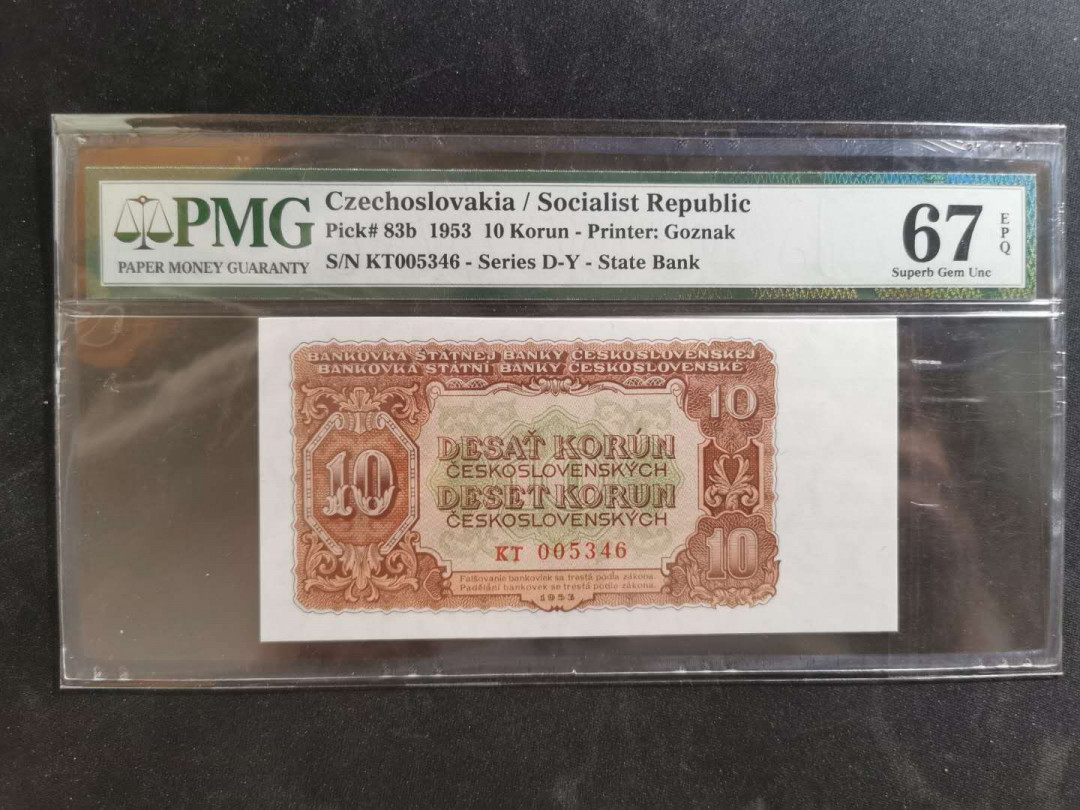 PMG
PAPER MONEY GUARANTY
Czechoslovakia / Socialist Republic
Pick# 83b 1953 10 Korun - Printer: Goznak
S/N KT005346 - Series D-Y - State Bank
67
EPQ
Superb Gem Unc
BANKOVKA ŠTÁTNEJ BANKY ČESKOSLOVENSKEJ
BANKOVKA STÁTNÍ BANKY ČESKOSLOVENSKÉ
10
10
DESAŤ KORÚN
ČESKOSLOVENSKÝCH
DESET KORUN
ČESKOSLOVENSKÝCH
KT 005346
10
Falšovanie bankoviek sa trestá podľa zákona.
Padělání bankovek se trestá podle zákona.
1953